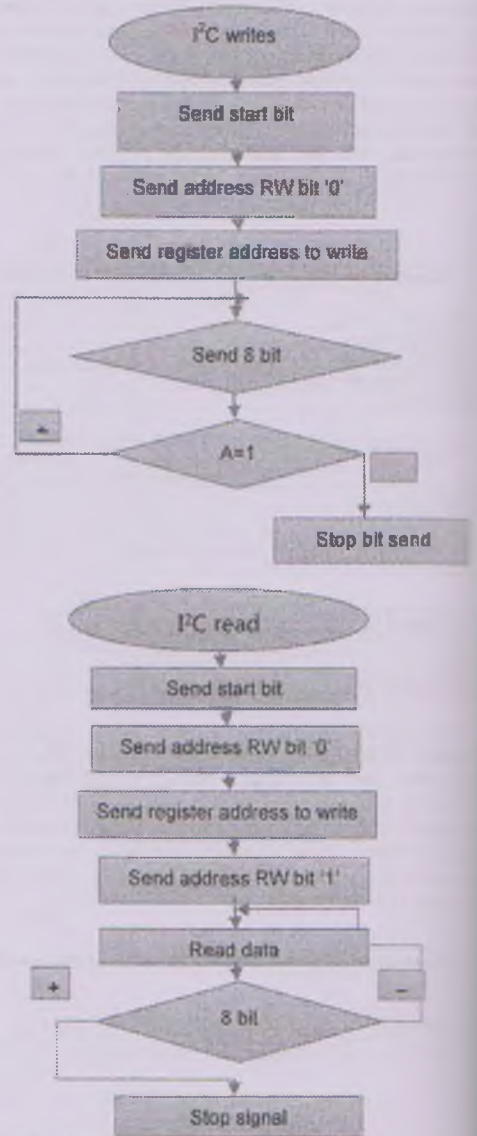 I²C writes
Send start bit
Send address RW bit '0'
Send register address to write
Send 8 bit
A=1
Stop bit send
I²C read
Send start bit
Send address RW bit '0'
Send register address to write
Send address RW bit '1'
Read data
+
-
8 bit
Stop signal